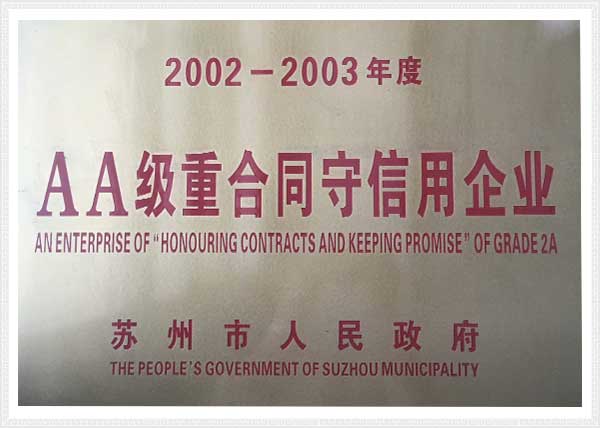 2002－2003年度
AA级重合同守信用企业
AN ENTERPRISE OF “HONOURING CONTRACTS AND KEEPING PROMISE” OF GRADE 2A
苏州市人民政府
THE PEOPLE'S GOVERNMENT OF SUZHOU MUNICIPALITY